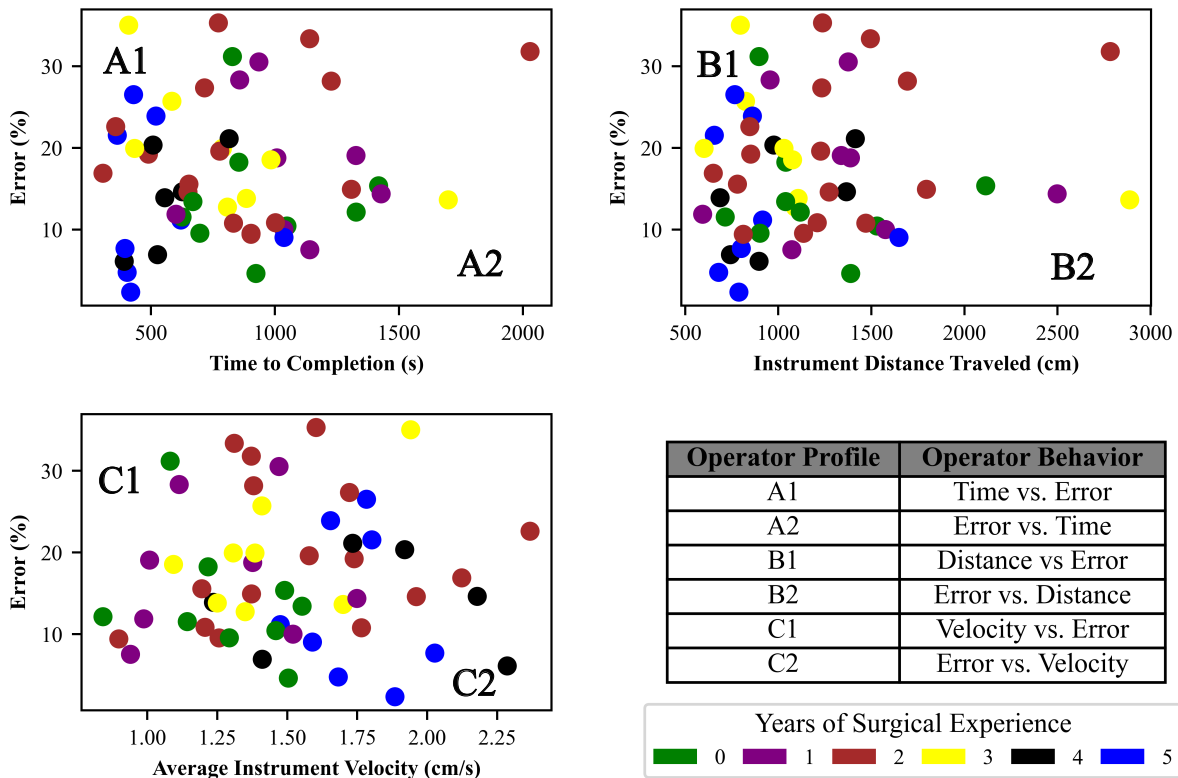 A1
A2
Error (%)
30
20
10
500
1000
1500
2000
Time to Completion (s)
B1
B2
Error (%)
30
20
10
500
1000
1500
2000
2500
3000
Instrument Distance Traveled (cm)
C1
C2
Error (%)
30
20
10
1.00
1.25
1.50
1.75
2.00
2.25
Average Instrument Velocity (cm/s)
Operator Profile Operator Behavior
A1 Time vs. Error
A2 Error vs. Time
B1 Distance vs Error
B2 Error vs. Distance
C1 Velocity vs. Error
C2 Error vs. Velocity
Years of Surgical Experience
0 1 2 3 4 5